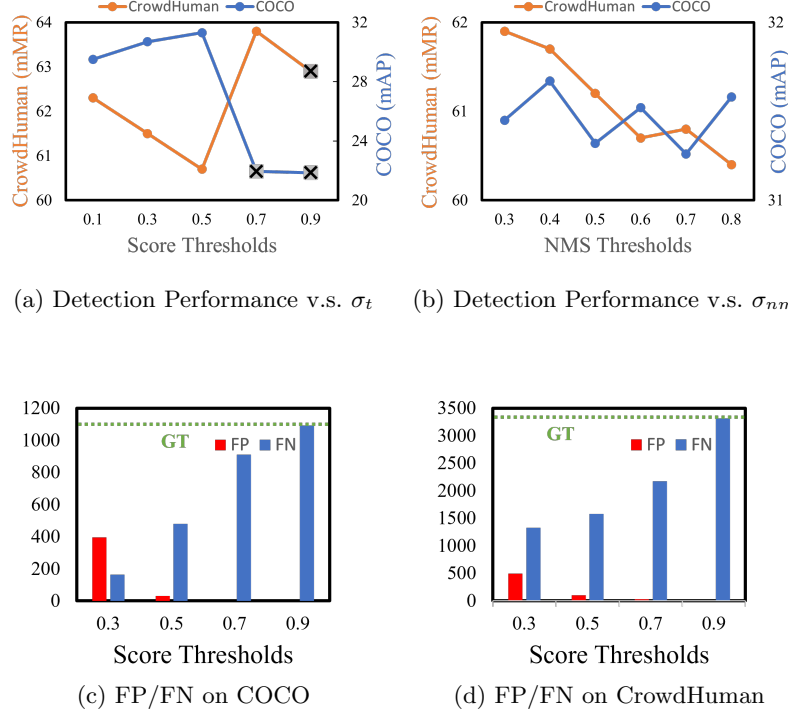 CrowdHuman COCO
64
63
62
61
60
CrowdHuman (mMR)
32
28
24
20
COCO (mAP)
0.1 0.3 0.5 0.7 0.9
Score Thresholds
CrowdHuman COCO
62
61
60
CrowdHuman (mMR)
32
31
COCO (mAP)
0.3 0.4 0.5 0.6 0.7 0.8
NMS Thresholds
(a) Detection Performance v.s. σt
(b) Detection Performance v.s. σnn
1200
1000
800
600
400
200
0
GT
FP FN
0.3 0.5 0.7 0.9
Score Thresholds
(c) FP/FN on COCO
3500
3000
2500
2000
1500
1000
500
0
GT
FP FN
0.3 0.5 0.7 0.9
Score Thresholds
(d) FP/FN on CrowdHuman